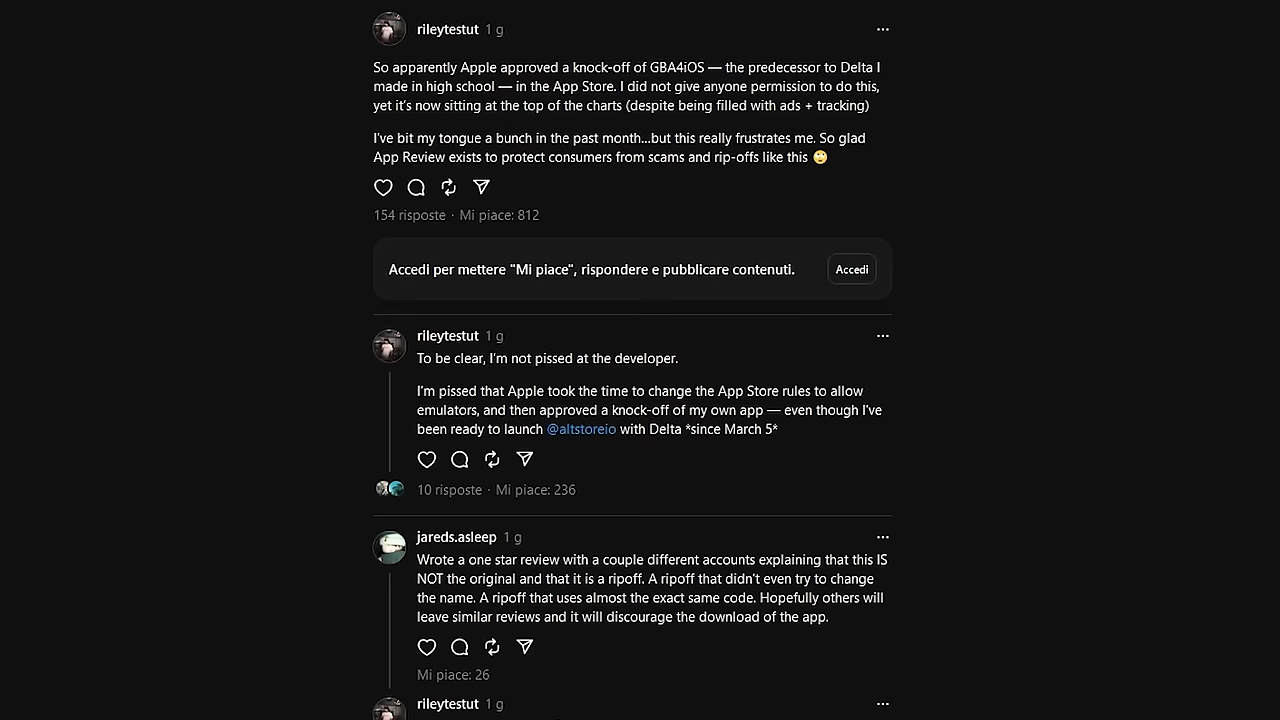 rileytestut 1 g
So apparently Apple approved a knock-off of GBA4iOS — the predecessor to Delta I
made in high school — in the App Store. I did not give anyone permission to do this,
yet it's now sitting at the top of the charts (despite being filled with ads + tracking)
I've bit my tongue a bunch in the past month...but this really frustrates me. So glad
App Review exists to protect consumers from scams and rip-offs like this 🙄
154 risposte · Mi piace: 812
Accedi per mettere "Mi piace", rispondere e pubblicare contenuti.
Accedi
rileytestut 1 g
To be clear, I'm not pissed at the developer.
I'm pissed that Apple took the time to change the App Store rules to allow
emulators, and then approved a knock-off of my own app — even though I've
been ready to launch @altstoreio with Delta *since March 5*
10 risposte · Mi piace: 236
jareds.asleep 1 g
Wrote a one star review with a couple different accounts explaining that this IS
NOT the original and that it is a ripoff. A ripoff that didn't even try to change
the name. A ripoff that uses almost the exact same code. Hopefully others will
leave similar reviews and it will discourage the download of the app.
Mi piace: 26
rileytestut 1 g